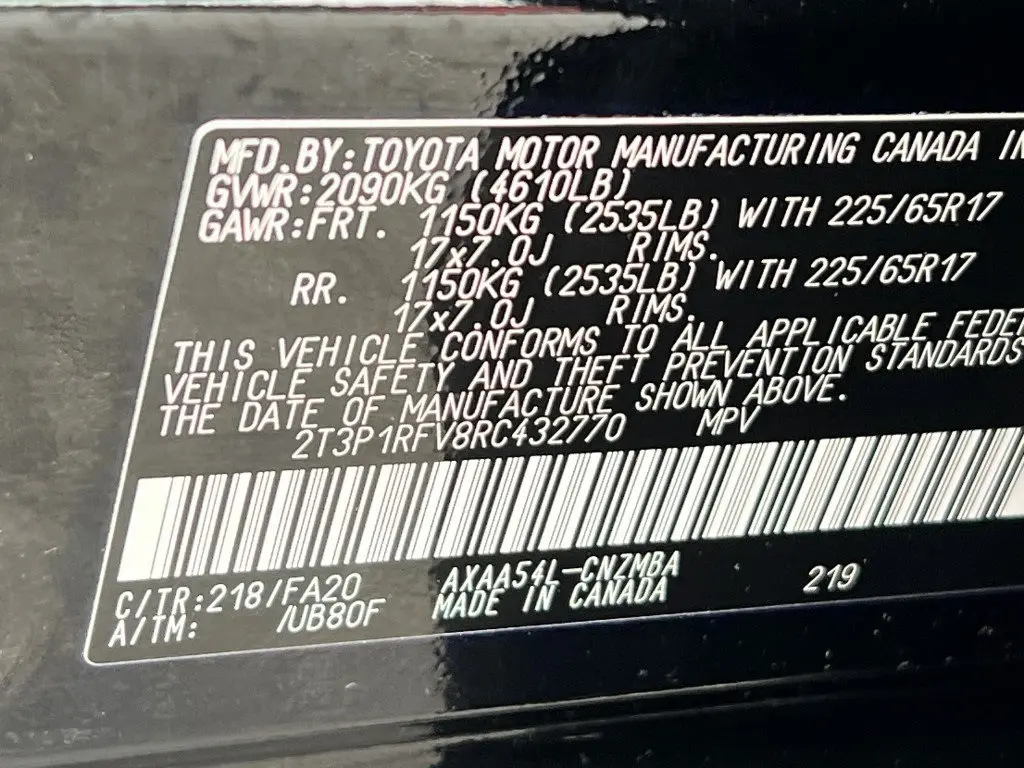 MFD.BY:TOYOTA MOTOR MANUFACTURING CANADA IN
GVWR:2090KG (4610LB)
GAWR:FRT. 1150KG (2535LB) WITH 225/65R17
17x7.0J RIMS.
RR. 1150KG (2535LB) WITH 225/65R17
17x7.0J RIMS.
THIS VEHICLE CONFORMS TO ALL APPLICABLE FEDE
VEHICLE SAFETY AND THEFT PREVENTION STANDARDS
THE DATE OF MANUFACTURE SHOWN ABOVE.
2T3P1RFV8RC432770 MPV
C/TR:218/FA20 AXAA54L-CNZMBA 219
A/TM: /UB80F MADE IN CANADA